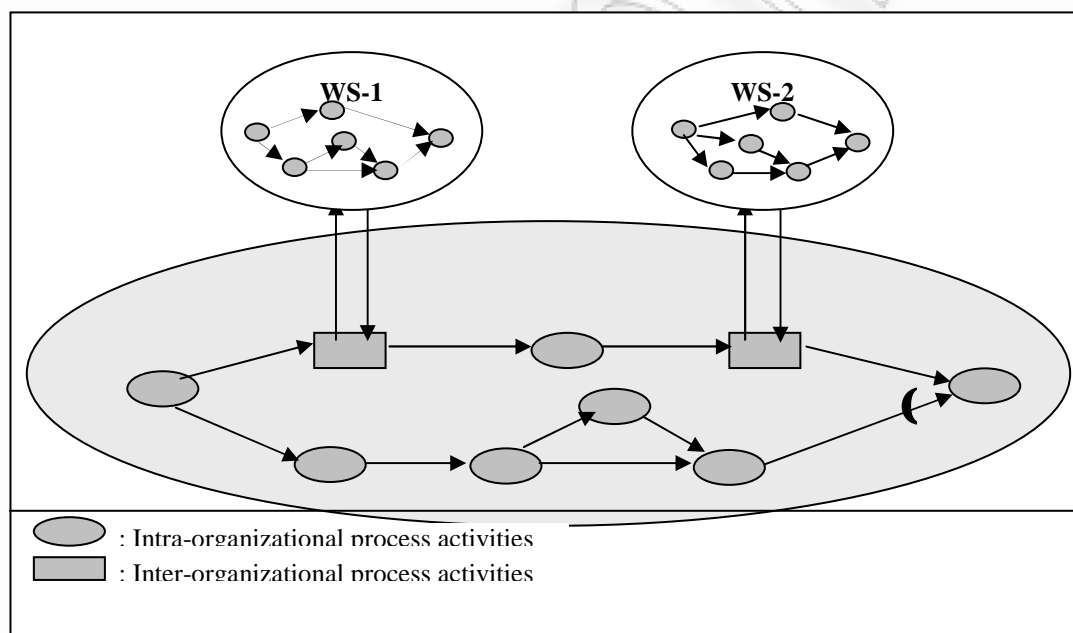 WS-1
WS-2
: Intra-organizational process activities
: Inter-organizational process activities